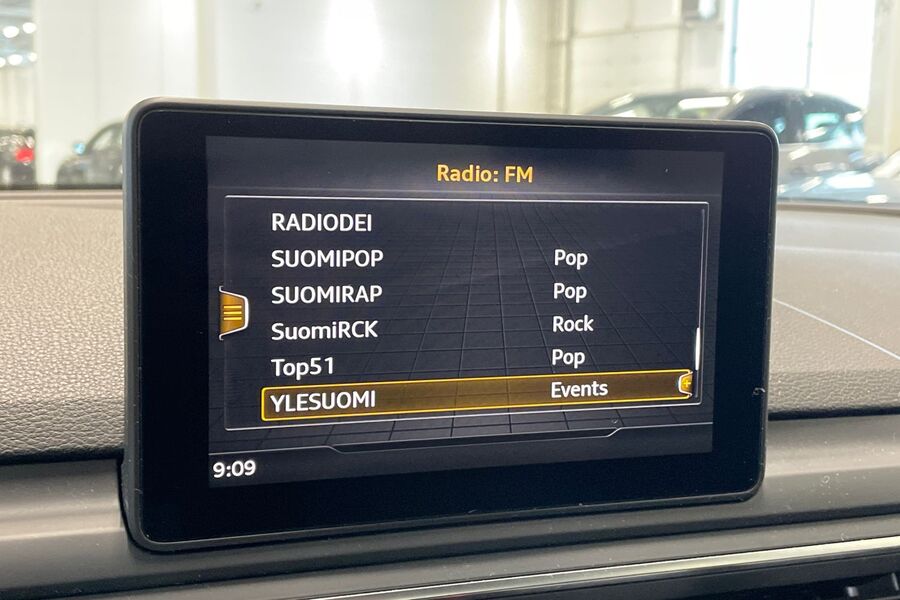 Radio: FM
RADIODEI
SUOMIPOP Pop
SUOMIRAP Pop
SuomiRCK Rock
Top51 Pop
YLESUOMI Events
9:09